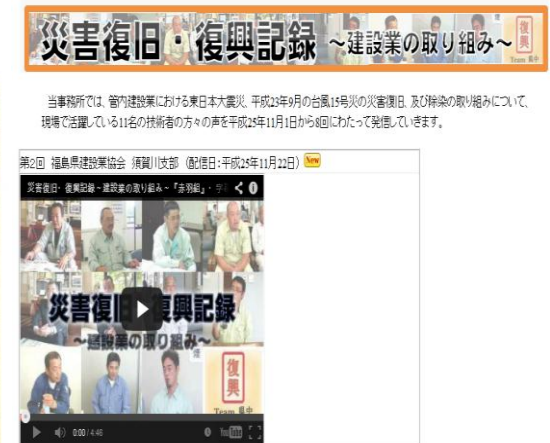 災害復旧・復興記録 ~建設業の取り組み~
復興
Team 県中
当事務所では、管内建設業における東日本大震災、平成23年9月の台風15号災の災害復旧、及び除染の取り組みについて、
現場で活躍している11名の技術者の方々の声を平成25年11月1日から8回にわたって発信していきます。
第2回 福島県建設業協会 須賀川支部 (配信日:平成25年11月22日) New
災害復旧・復興記録~建設業の取り組み~『赤羽組』・
災害復旧・復興記録
~建設業の取り組み~
復興
Team 県中
0:00 / 4:46
YouTube